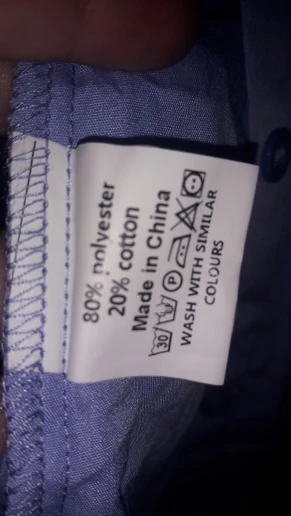 80% polyester
20% cotton
Made in China
30 P
WASH WITH SIMILAR
COLOURS